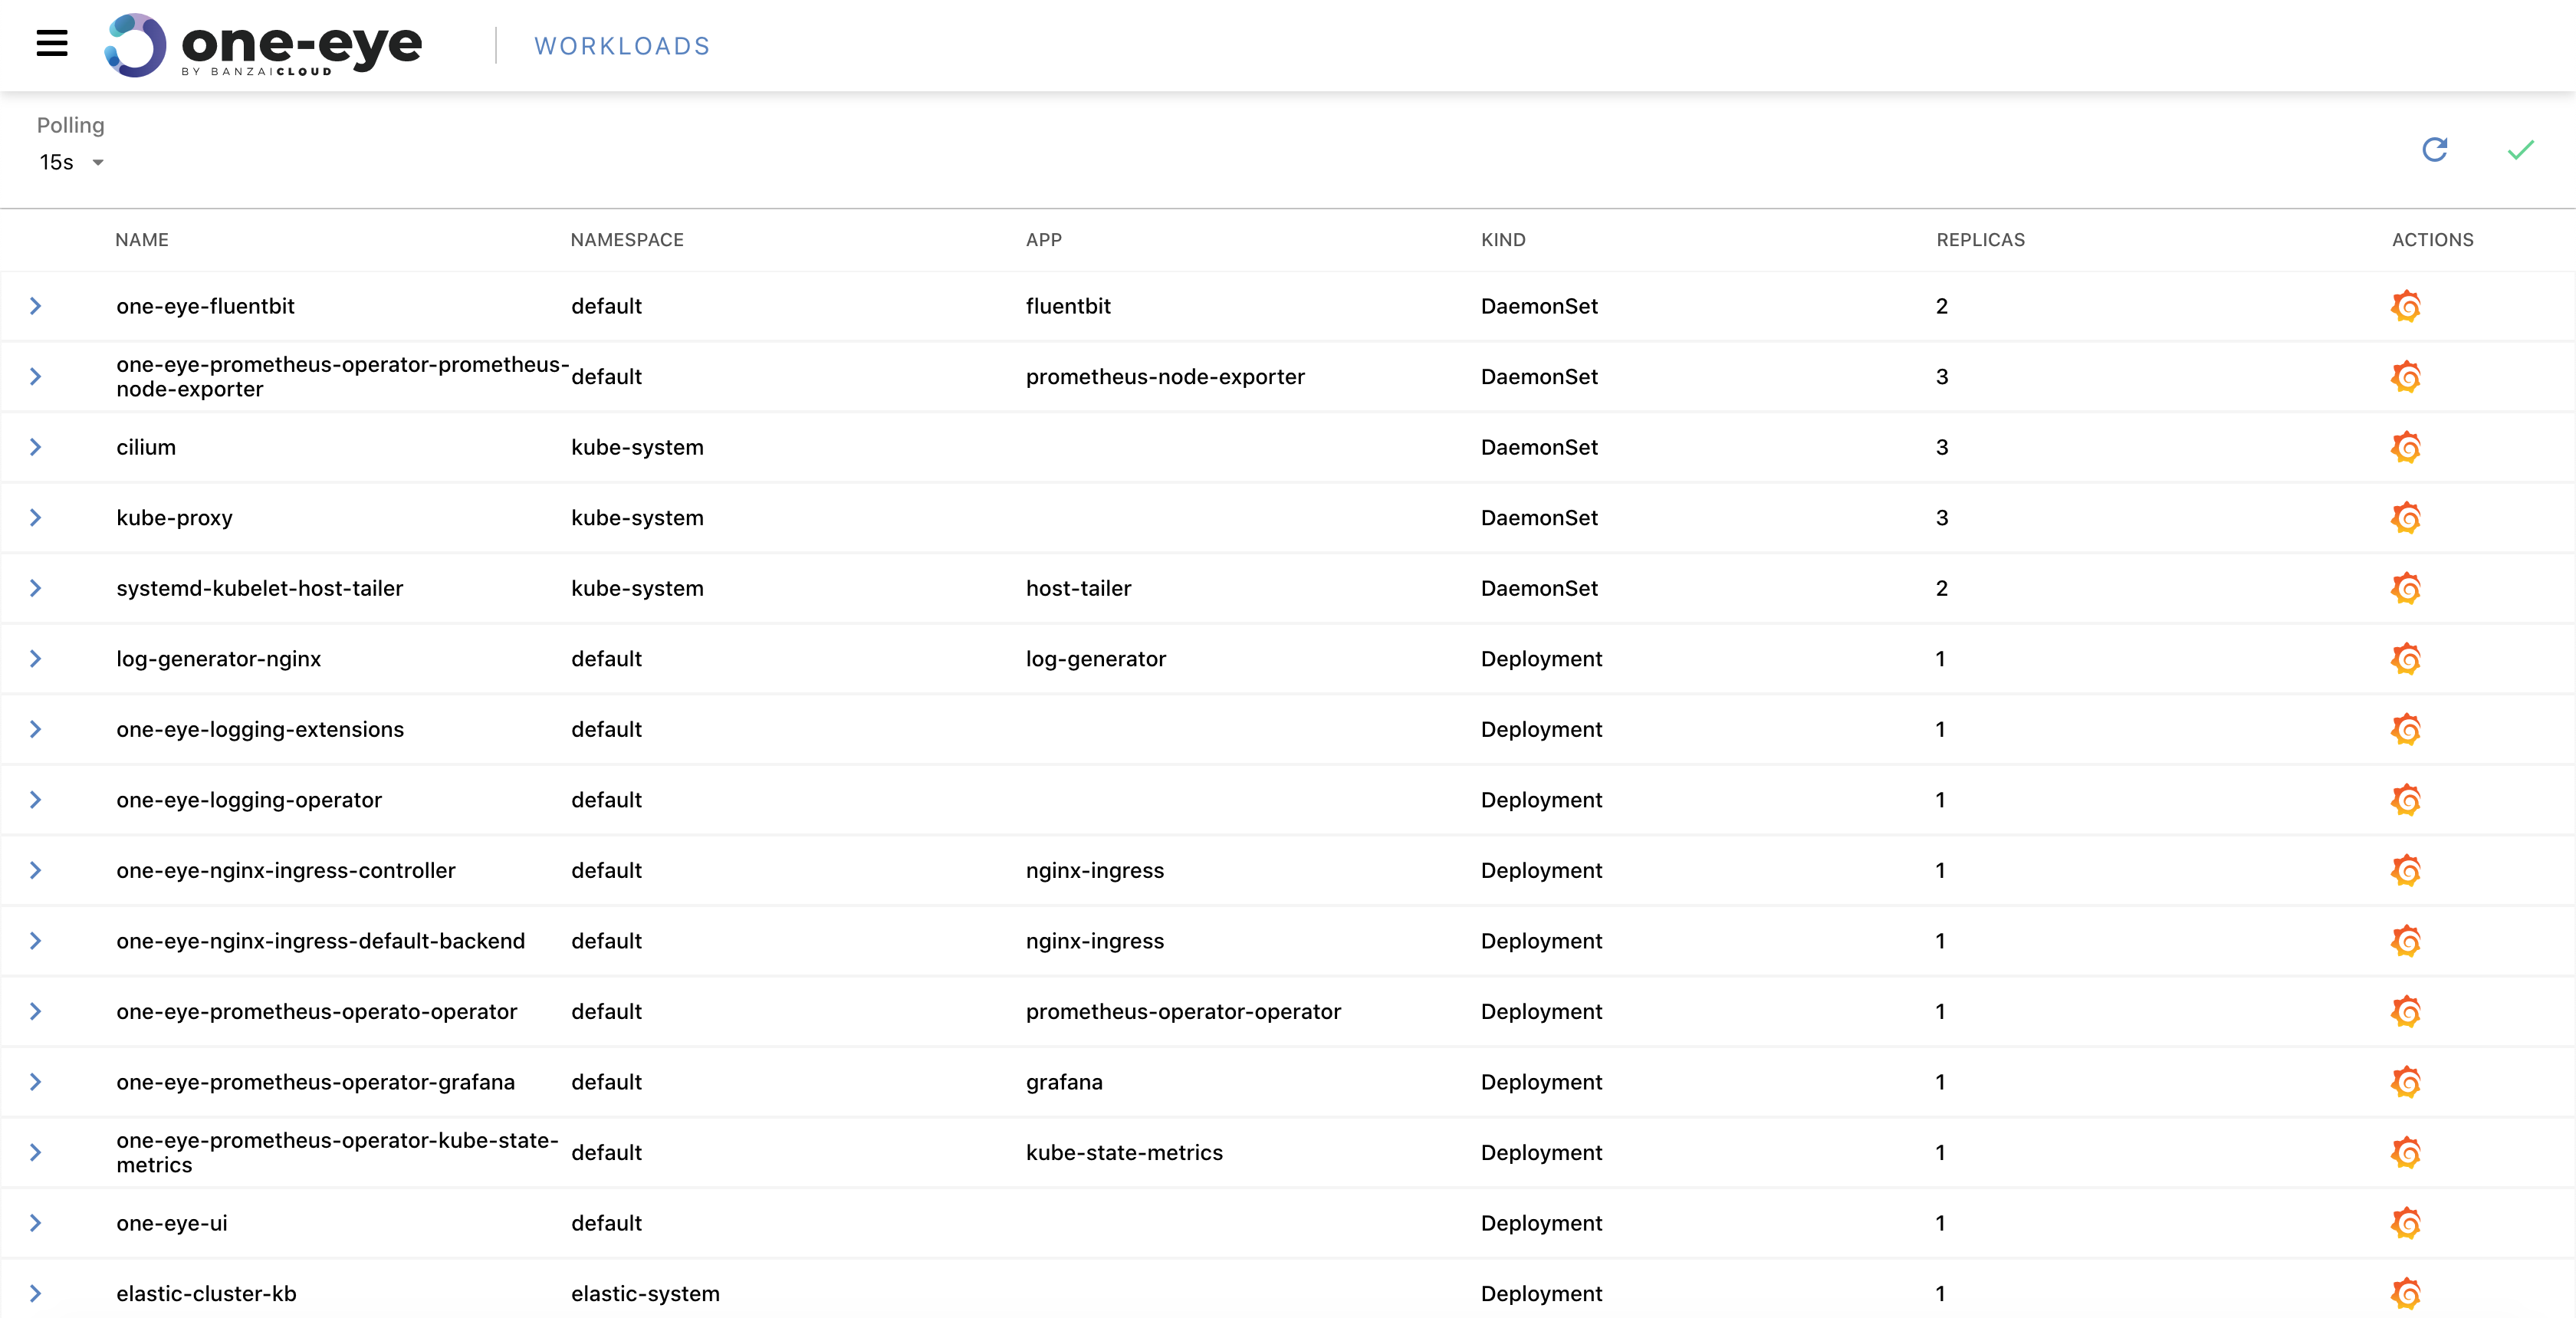 one-eye
BY BANZAICLOUD
WORKLOADS
Polling
15s
NAME NAMESPACE APP KIND REPLICAS ACTIONS
one-eye-fluentbit default fluentbit DaemonSet 2
one-eye-prometheus-operator-prometheus-
node-exporter default prometheus-node-exporter DaemonSet 3
cilium kube-system DaemonSet 3
kube-proxy kube-system DaemonSet 3
systemd-kubelet-host-tailer kube-system host-tailer DaemonSet 2
log-generator-nginx default log-generator Deployment 1
one-eye-logging-extensions default Deployment 1
one-eye-logging-operator default Deployment 1
one-eye-nginx-ingress-controller default nginx-ingress Deployment 1
one-eye-nginx-ingress-default-backend default nginx-ingress Deployment 1
one-eye-prometheus-operato-operator default prometheus-operator-operator Deployment 1
one-eye-prometheus-operator-grafana default grafana Deployment 1
one-eye-prometheus-operator-kube-state-
metrics default kube-state-metrics Deployment 1
one-eye-ui default Deployment 1
elastic-cluster-kb elastic-system Deployment 1